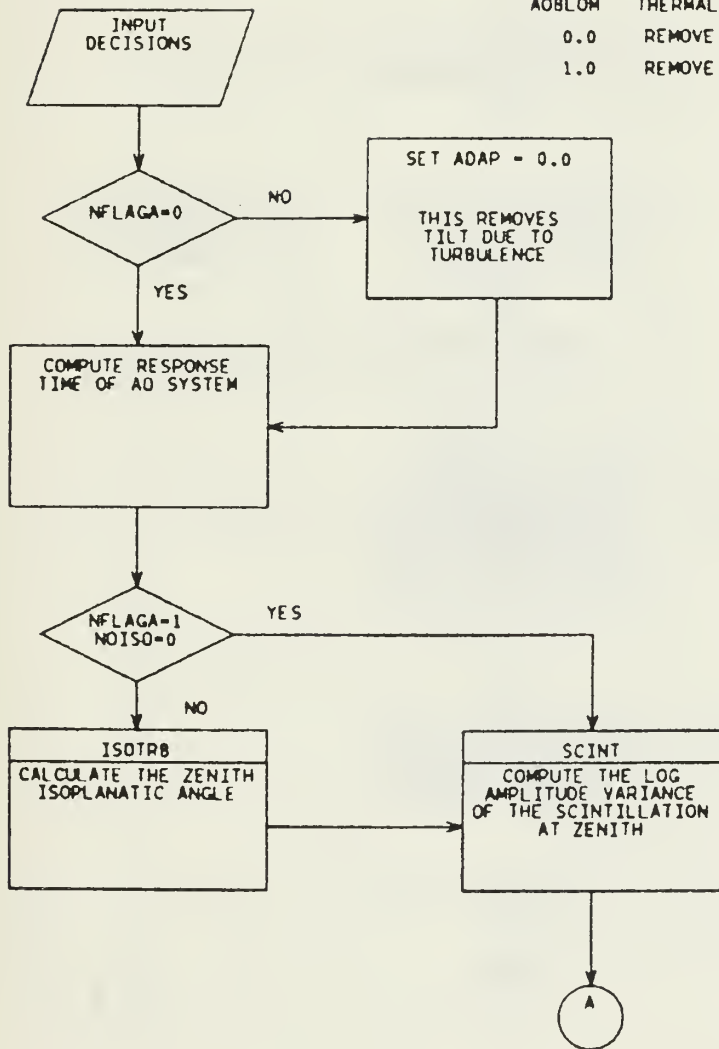 AOBLOM THERMAL
0.0 REMOVE
1.0 REMOVE
INPUT
DECISIONS
NFLAGA=0
NO
SET ADAP = 0.0
THIS REMOVES
TILT DUE TO
TURBULENCE
YES
COMPUTE RESPONSE
TIME OF AO SYSTEM
NFLAGA=1
NOISO=0
YES
NO
ISOTRB
CALCULATE THE ZENITH
ISOPLANATIC ANGLE
SCINT
COMPUTE THE LOG
AMPLITUDE VARIANCE
OF THE SCINTILLATION
AT ZENITH
A